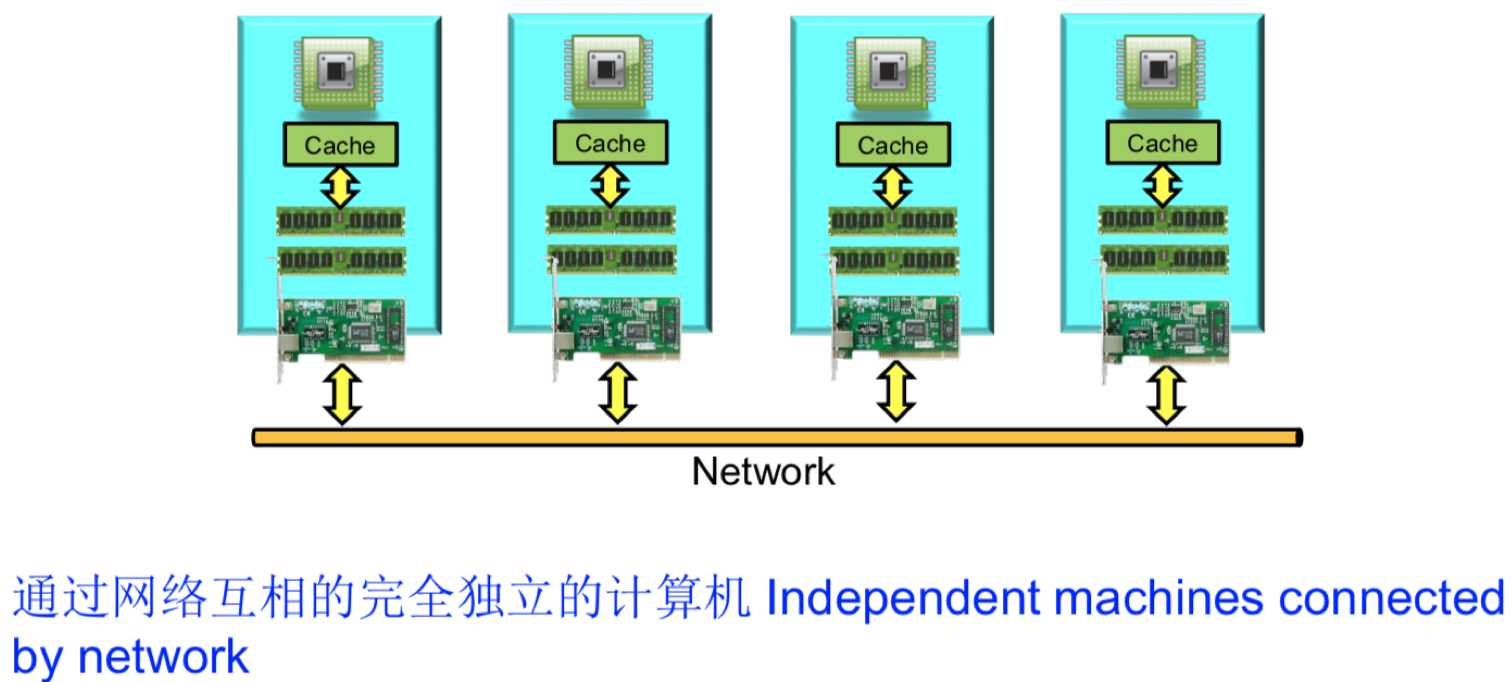 Cache
Cache
Cache
Cache
Network
通过网络互相的完全独立的计算机 Independent machines connected
by network